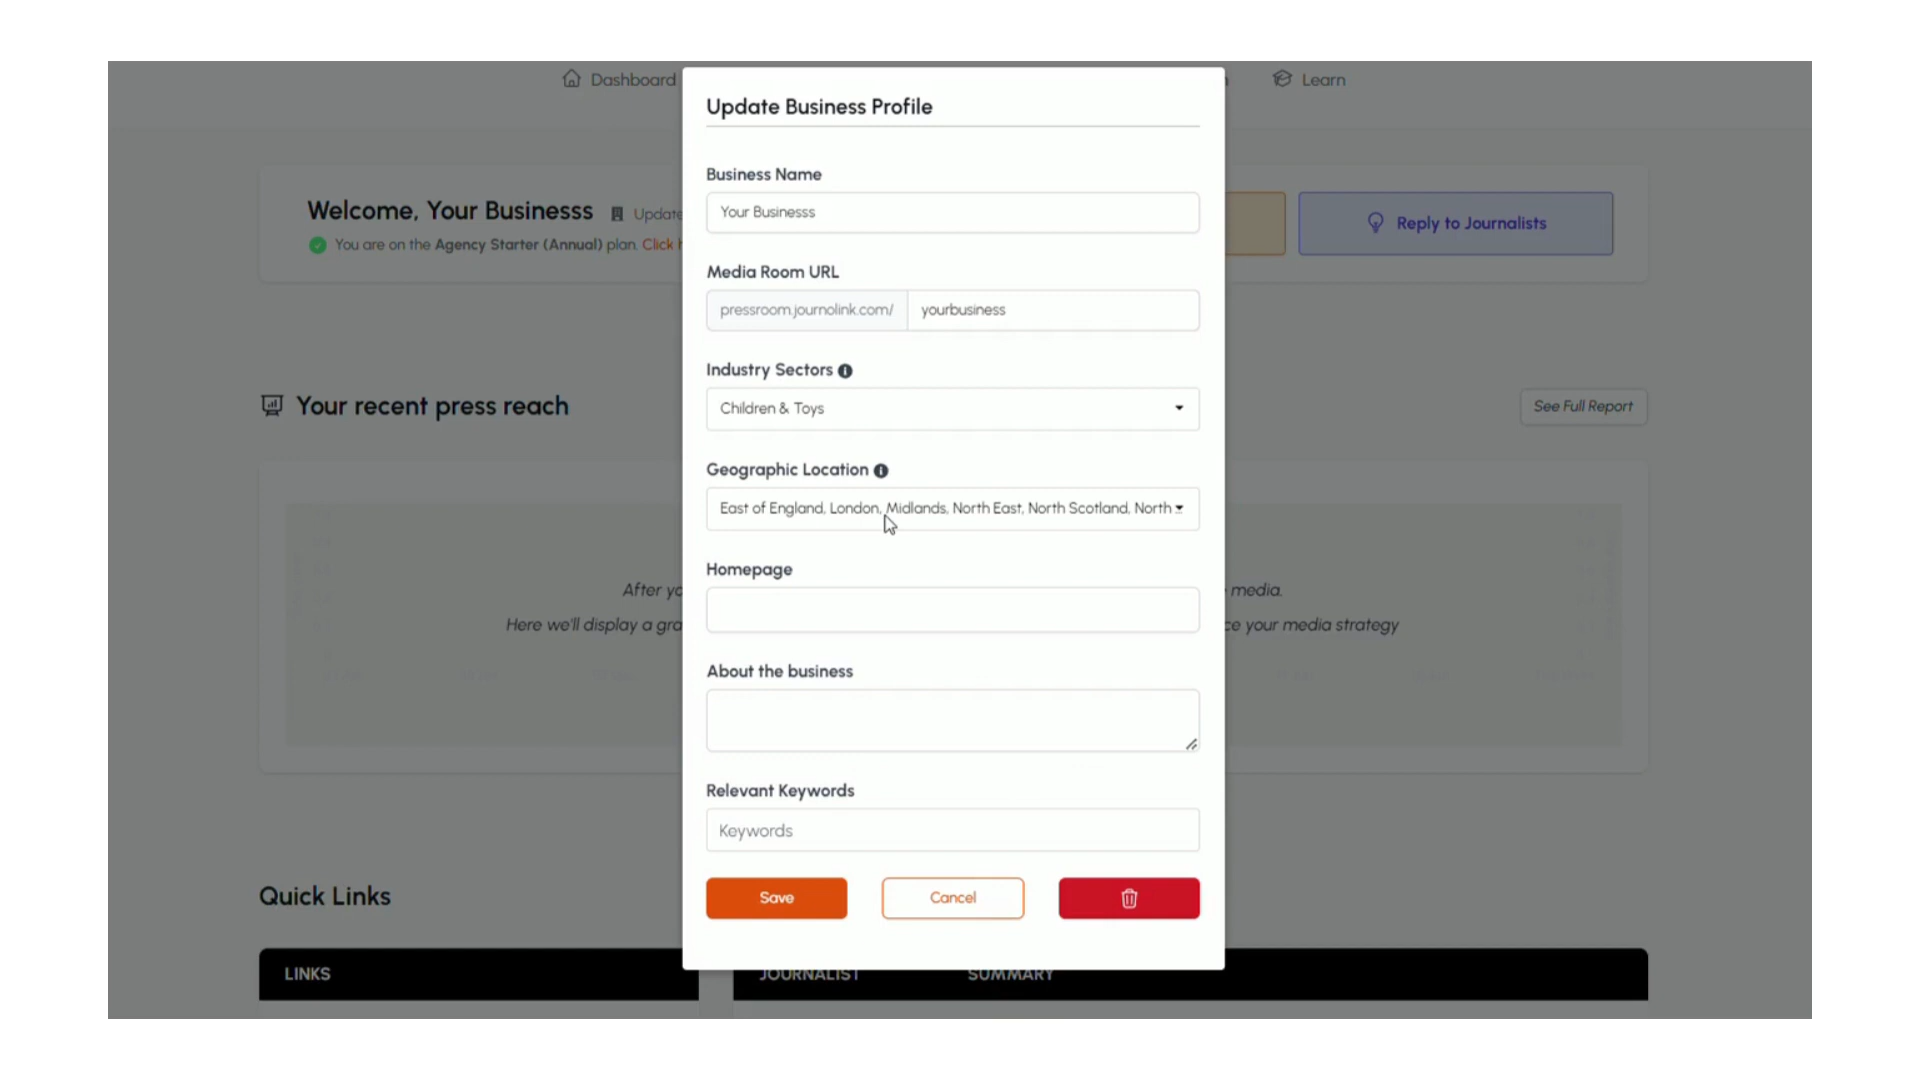 Dashboard
Learn
Update Business Profile
Business Name
Your Businesss
Welcome, Your Businesss Update
You are on the Agency Starter (Annual) plan. Click
Reply to Journalists
Media Room URL
pressroom.journolink.com/ yourbusiness
Industry Sectors
Children & Toys
Your recent press reach
See Full Report
Geographic Location
East of England, London, Midlands, North East, North Scotland, North
Homepage
After yo
media.
Here we'll display a gra
ce your media strategy
About the business
Relevant Keywords
Keywords
Save
Cancel
Quick Links
LINKS
JOURNALIST
SUMMARY